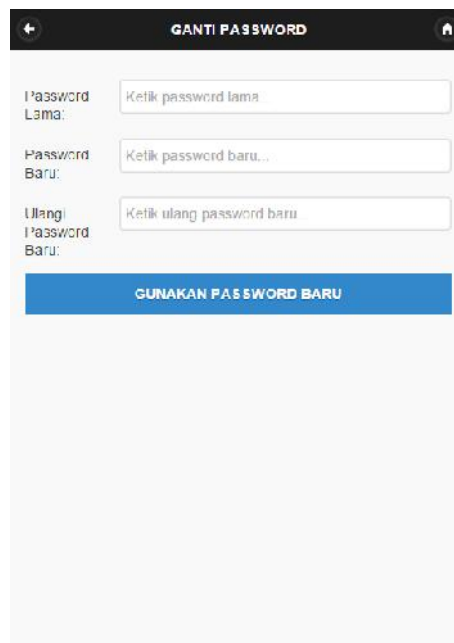 GANTI PASSWORD
Password
Lama:
Ketik password lama
Password
Baru:
Ketik password baru...
Ulangi
Password
Baru:
Ketik ulang password baru
GUNAKAN PASSWORD BARU